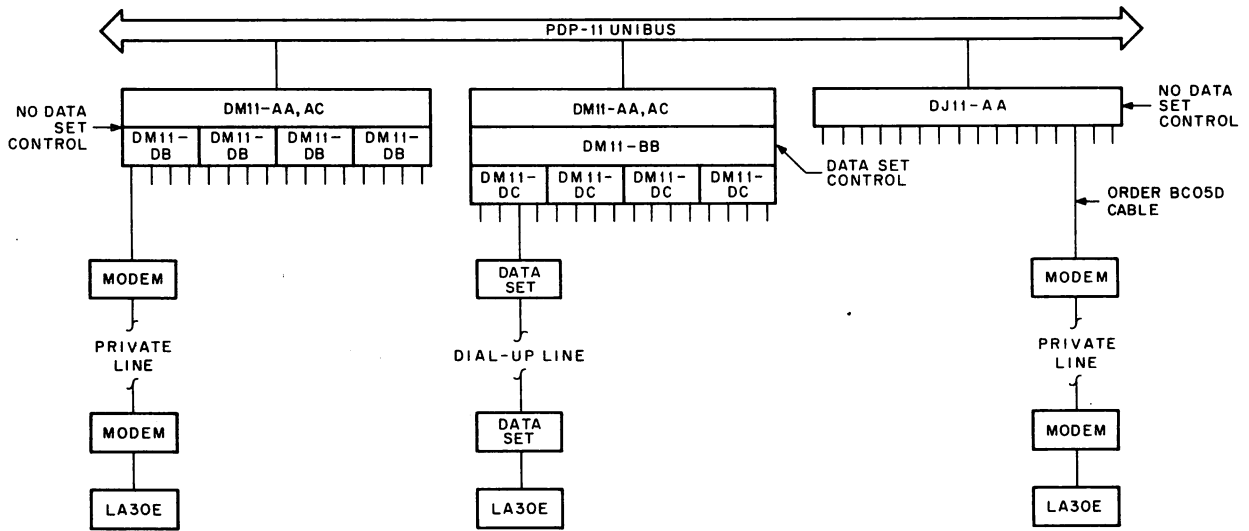 PDP-11 UNIBUS
NO DATA
SET
CONTROL
DM11-AA, AC
DM11-
DB
DM11-
DB
DM11-
DB
DM11-
DB
DM11-AA, AC
DM11-BB
DM11-
DC
DM11-
DC
DM11-
DC
DM11-
DC
DATA SET
CONTROL
DJ11-AA
NO DATA
SET
CONTROL
ORDER BC05D
CABLE
MODEM
PRIVATE
LINE
MODEM
LA30E
DATA
SET
DIAL-UP LINE
DATA
SET
LA30E
MODEM
PRIVATE
LINE
MODEM
LA30E